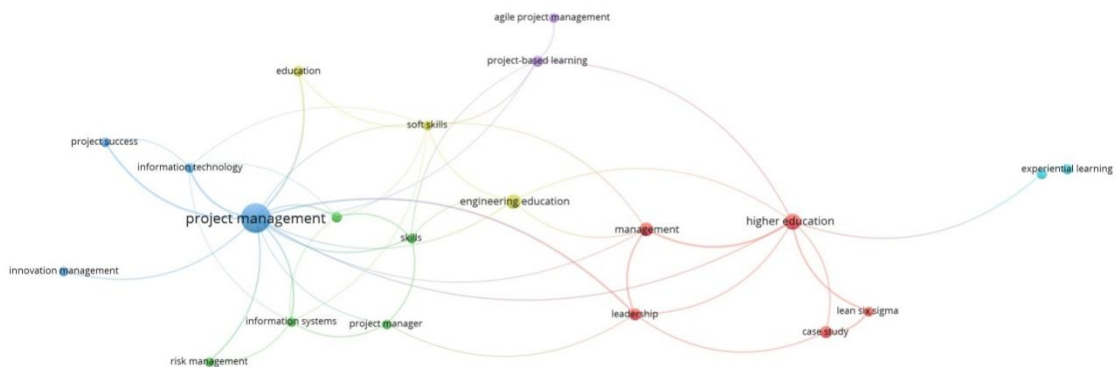 agile project management
project-based learning
education
soft skills
project success
information technology
experiential learning
engineering education
project management
higher education
management
skills
innovation management
leadership
lean six sigma
information systems
project manager
case study
risk management